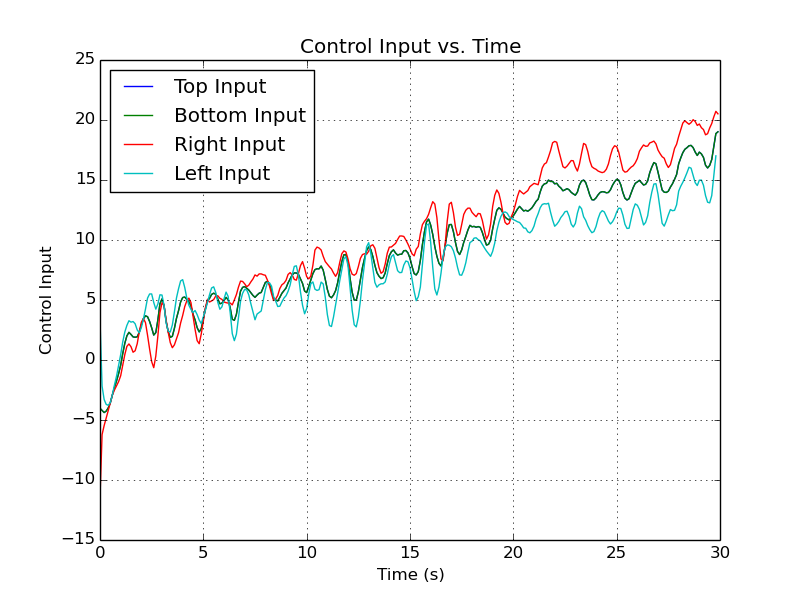 Control Input vs. Time
25
20
15
10
5
0
−5
−10
−15
Control Input
Top Input
Bottom Input
Right Input
Left Input
0 5 10 15 20 25 30
Time (s)